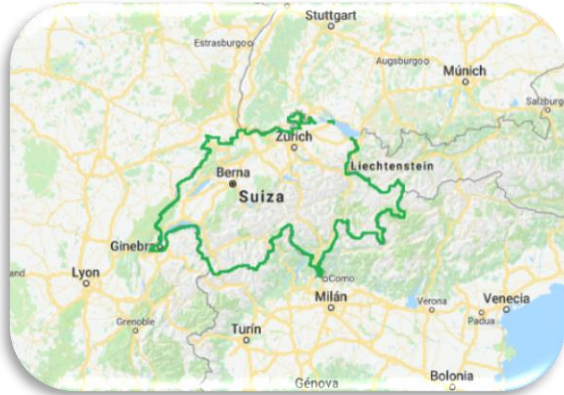 Stuttgart
Estrasburgo
Augsburgo
Múnich
Salzburg
Zúrich
Liechtenstein
Berna
Suiza
Ginebra
Lyon
Como
Milán
Verona
Venecia
Padua
Grenoble
Turín
Génova
Bolonia